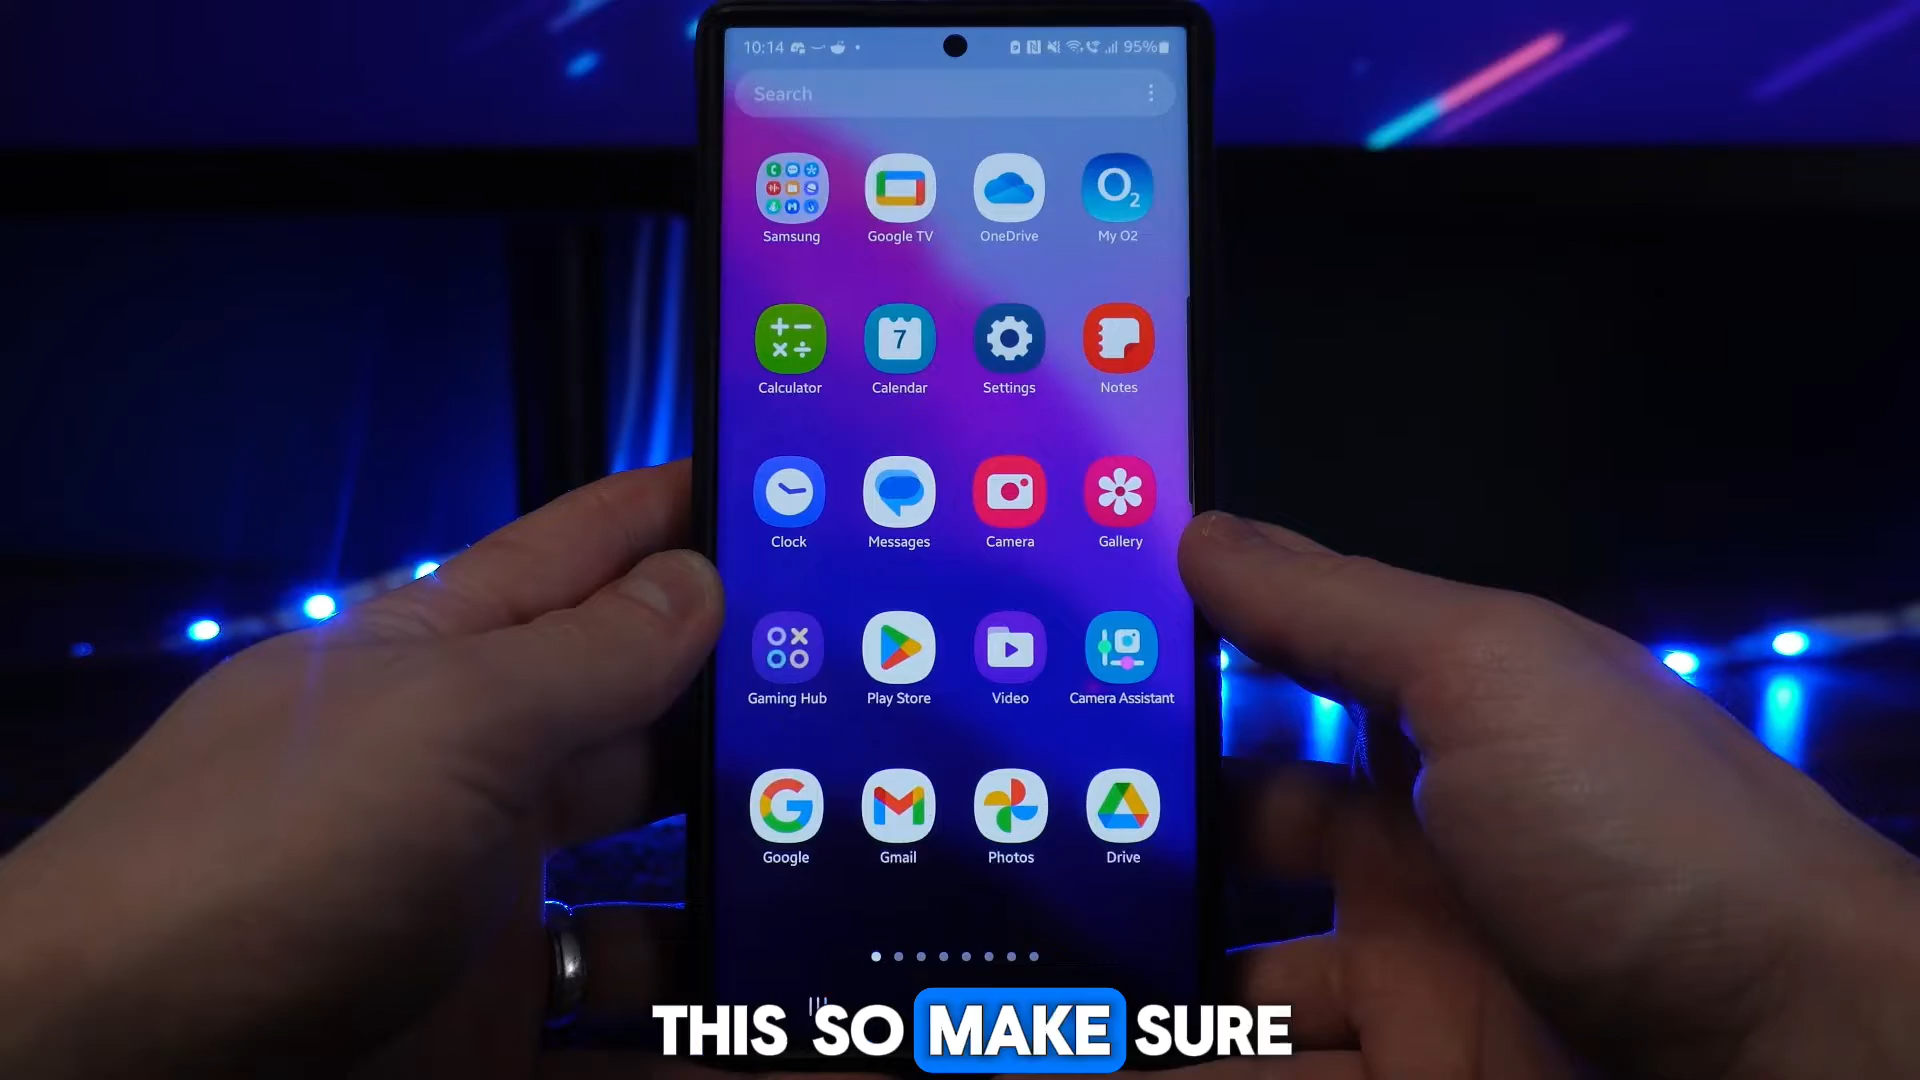 10:14 95%
Search
Samsung Google TV OneDrive My O2
O2
7
Calculator Calendar Settings Notes
Clock Messages Camera Gallery
Gaming Hub Play Store Video Camera Assistant
Google Gmail Photos Drive
THIS SO MAKE SURE